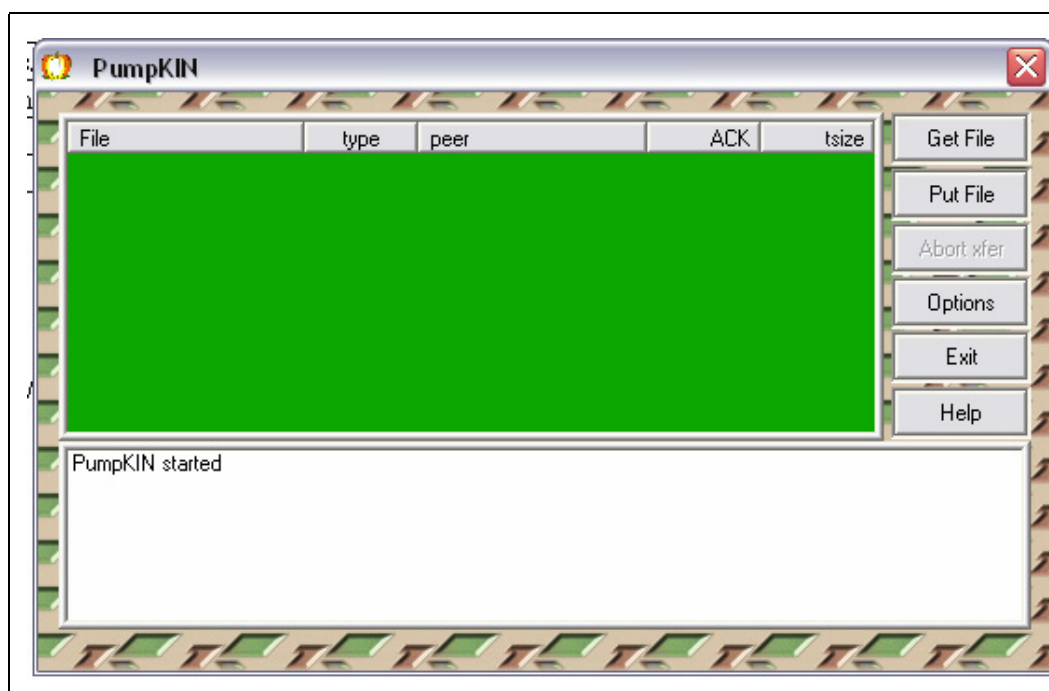 PumpKIN
File type peer ACK tsize
Get File
Put File
Abort xfer
Options
Exit
Help
PumpKIN started